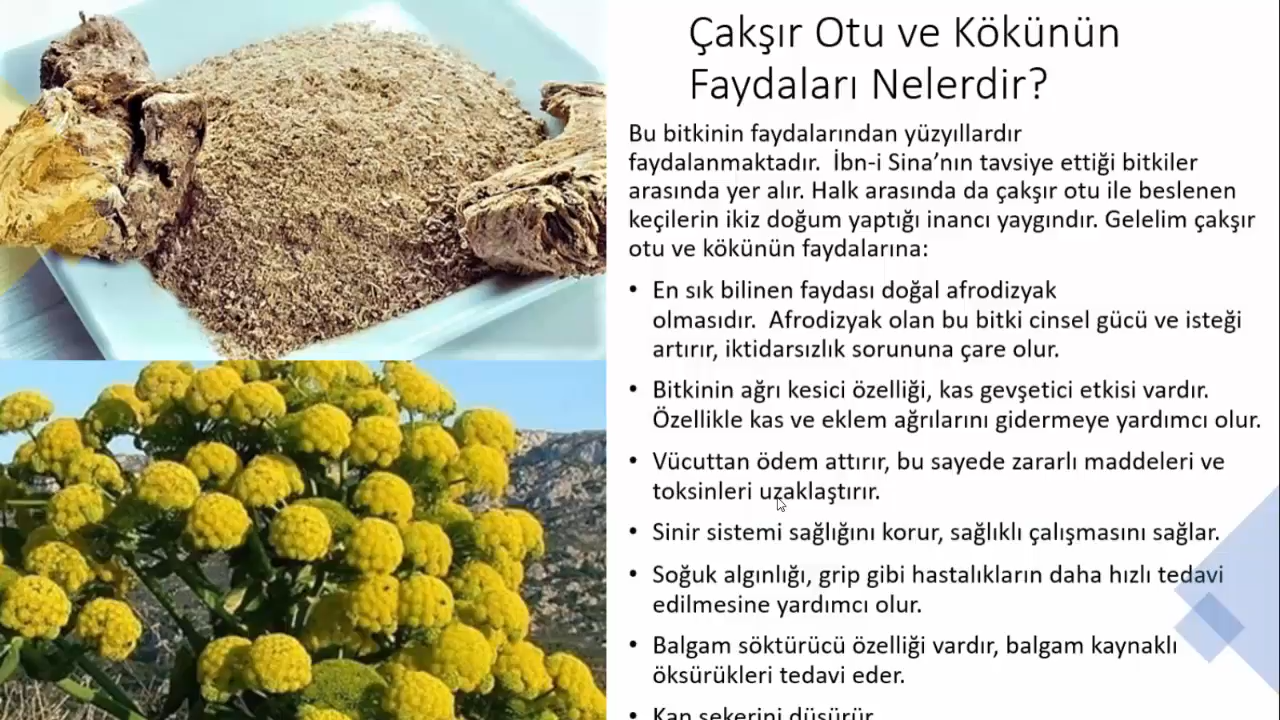 Çakşır Otu ve Kökünün
Faydaları Nelerdir?
Bu bitkinin faydalarından yüzyıllardır
faydalanmaktadır. İbn-i Sina’nın tavsiye ettiği bitkiler
arasında yer alır. Halk arasında da çakşır otu ile beslenen
keçilerin ikiz doğum yaptığı inancı yaygındır. Gelelim çakşır
otu ve kökünün faydalarına:
• En sık bilinen faydası doğal afrodizyak
olmasıdır. Afrodizyak olan bu bitki cinsel gücü ve isteği
artırır, iktidarsızlık sorununa çare olur.
• Bitkinin ağrı kesici özelliği, kas gevşetici etkisi vardır.
Özellikle kas ve eklem ağrılarını gidermeye yardımcı olur.
• Vücuttan ödem attırır, bu sayede zararlı maddeleri ve
toksinleri uzaklaştırır.
• Sinir sistemi sağlığını korur, sağlıklı çalışmasını sağlar.
• Soğuk algınlığı, grip gibi hastalıkların daha hızlı tedavi
edilmesine yardımcı olur.
• Balgam söktürücü özelliği vardır, balgam kaynaklı
öksürükleri tedavi eder.
• Kan şekerini düşürür